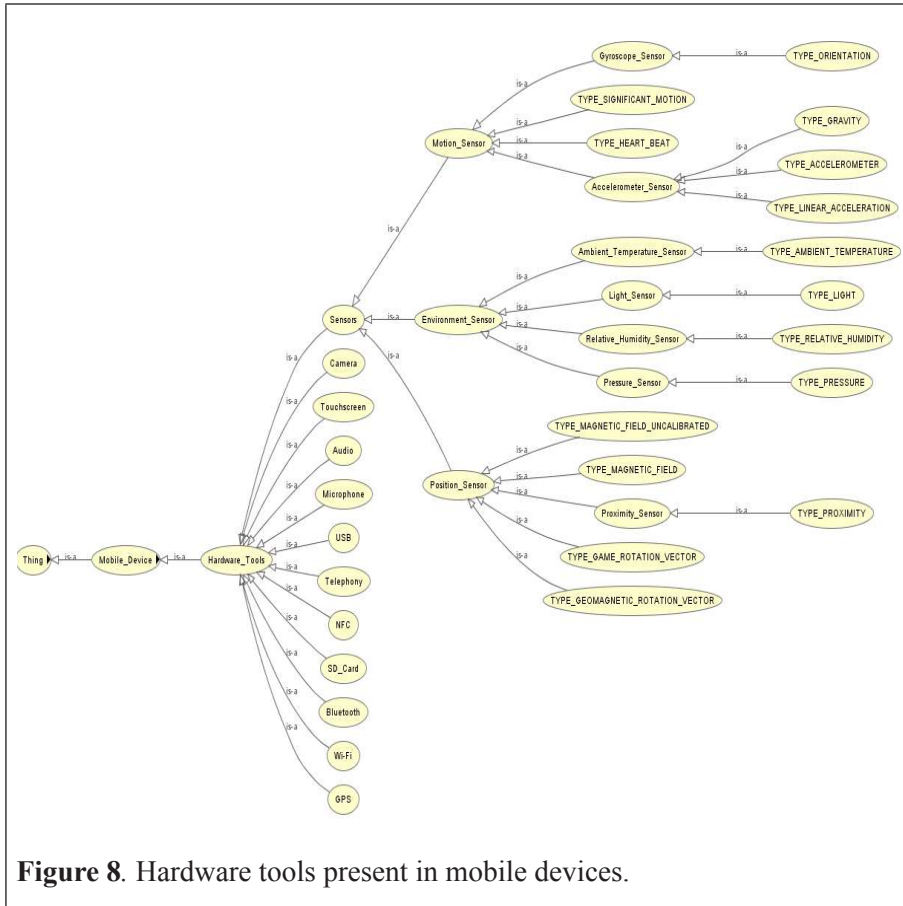 Gyroscope_Sensor is-a TYPE_ORIENTATION
is-a
TYPE_SIGNIFICANT_MOTION
is-a
TYPE_GRAVITY
Motion_Sensor is-a TYPE_HEART_BEAT
is-a
is-a
TYPE_ACCELEROMETER
is-a
Accelerometer_Sensor
is-a
TYPE_LINEAR_ACCELERATION
is-a
Ambient_Temperature_Sensor is-a TYPE_AMBIENT_TEMPERATURE
is-a
Light_Sensor is-a TYPE_LIGHT
is-a
Sensors is-a Environment_Sensor
is-a
Relative_Humidity_Sensor is-a TYPE_RELATIVE_HUMIDITY
is-a
is-a
is-a
Camera
Pressure_Sensor is-a TYPE_PRESSURE
is-a
Touchscreen
is-a
TYPE_MAGNETIC_FIELD_UNCALIBRATED
is-a
Audio
is-a
TYPE_MAGNETIC_FIELD
is-a
Position_Sensor
is-a
Microphone
is-a
Proximity_Sensor is-a TYPE_PROXIMITY
is-a
USB
is-a
is-a
TYPE_GAME_ROTATION_VECTOR
Thing is-a Mobile_Device is-a Hardware_Tools
is-a
Telephony
is-a
TYPE_GEOMAGNETIC_ROTATION_VECTOR
is-a
NFC
is-a
SD_Card
is-a
Bluetooth
is-a
Wi-Fi
is-a
GPS
Figure 8. Hardware tools present in mobile devices.